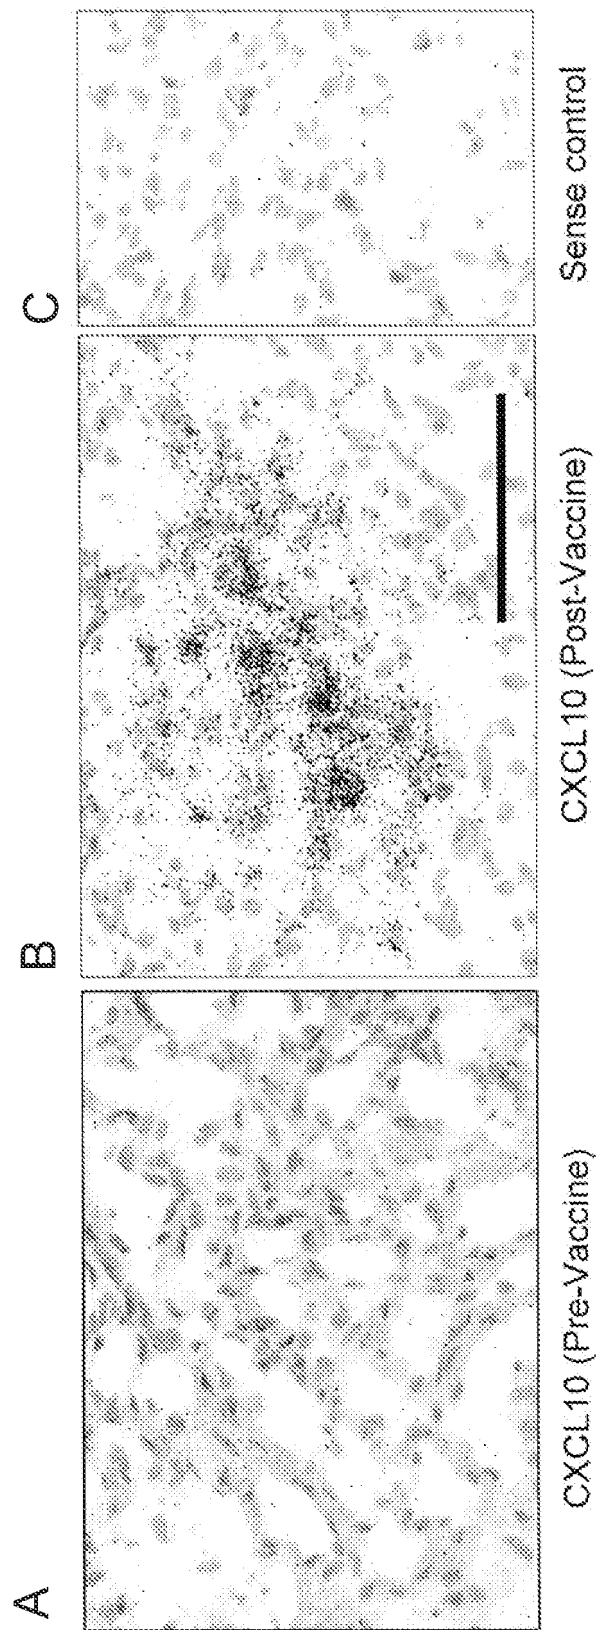 A
B
C
CXCL10 (Pre-Vaccine)
CXCL10 (Post-Vaccine)
Sense control